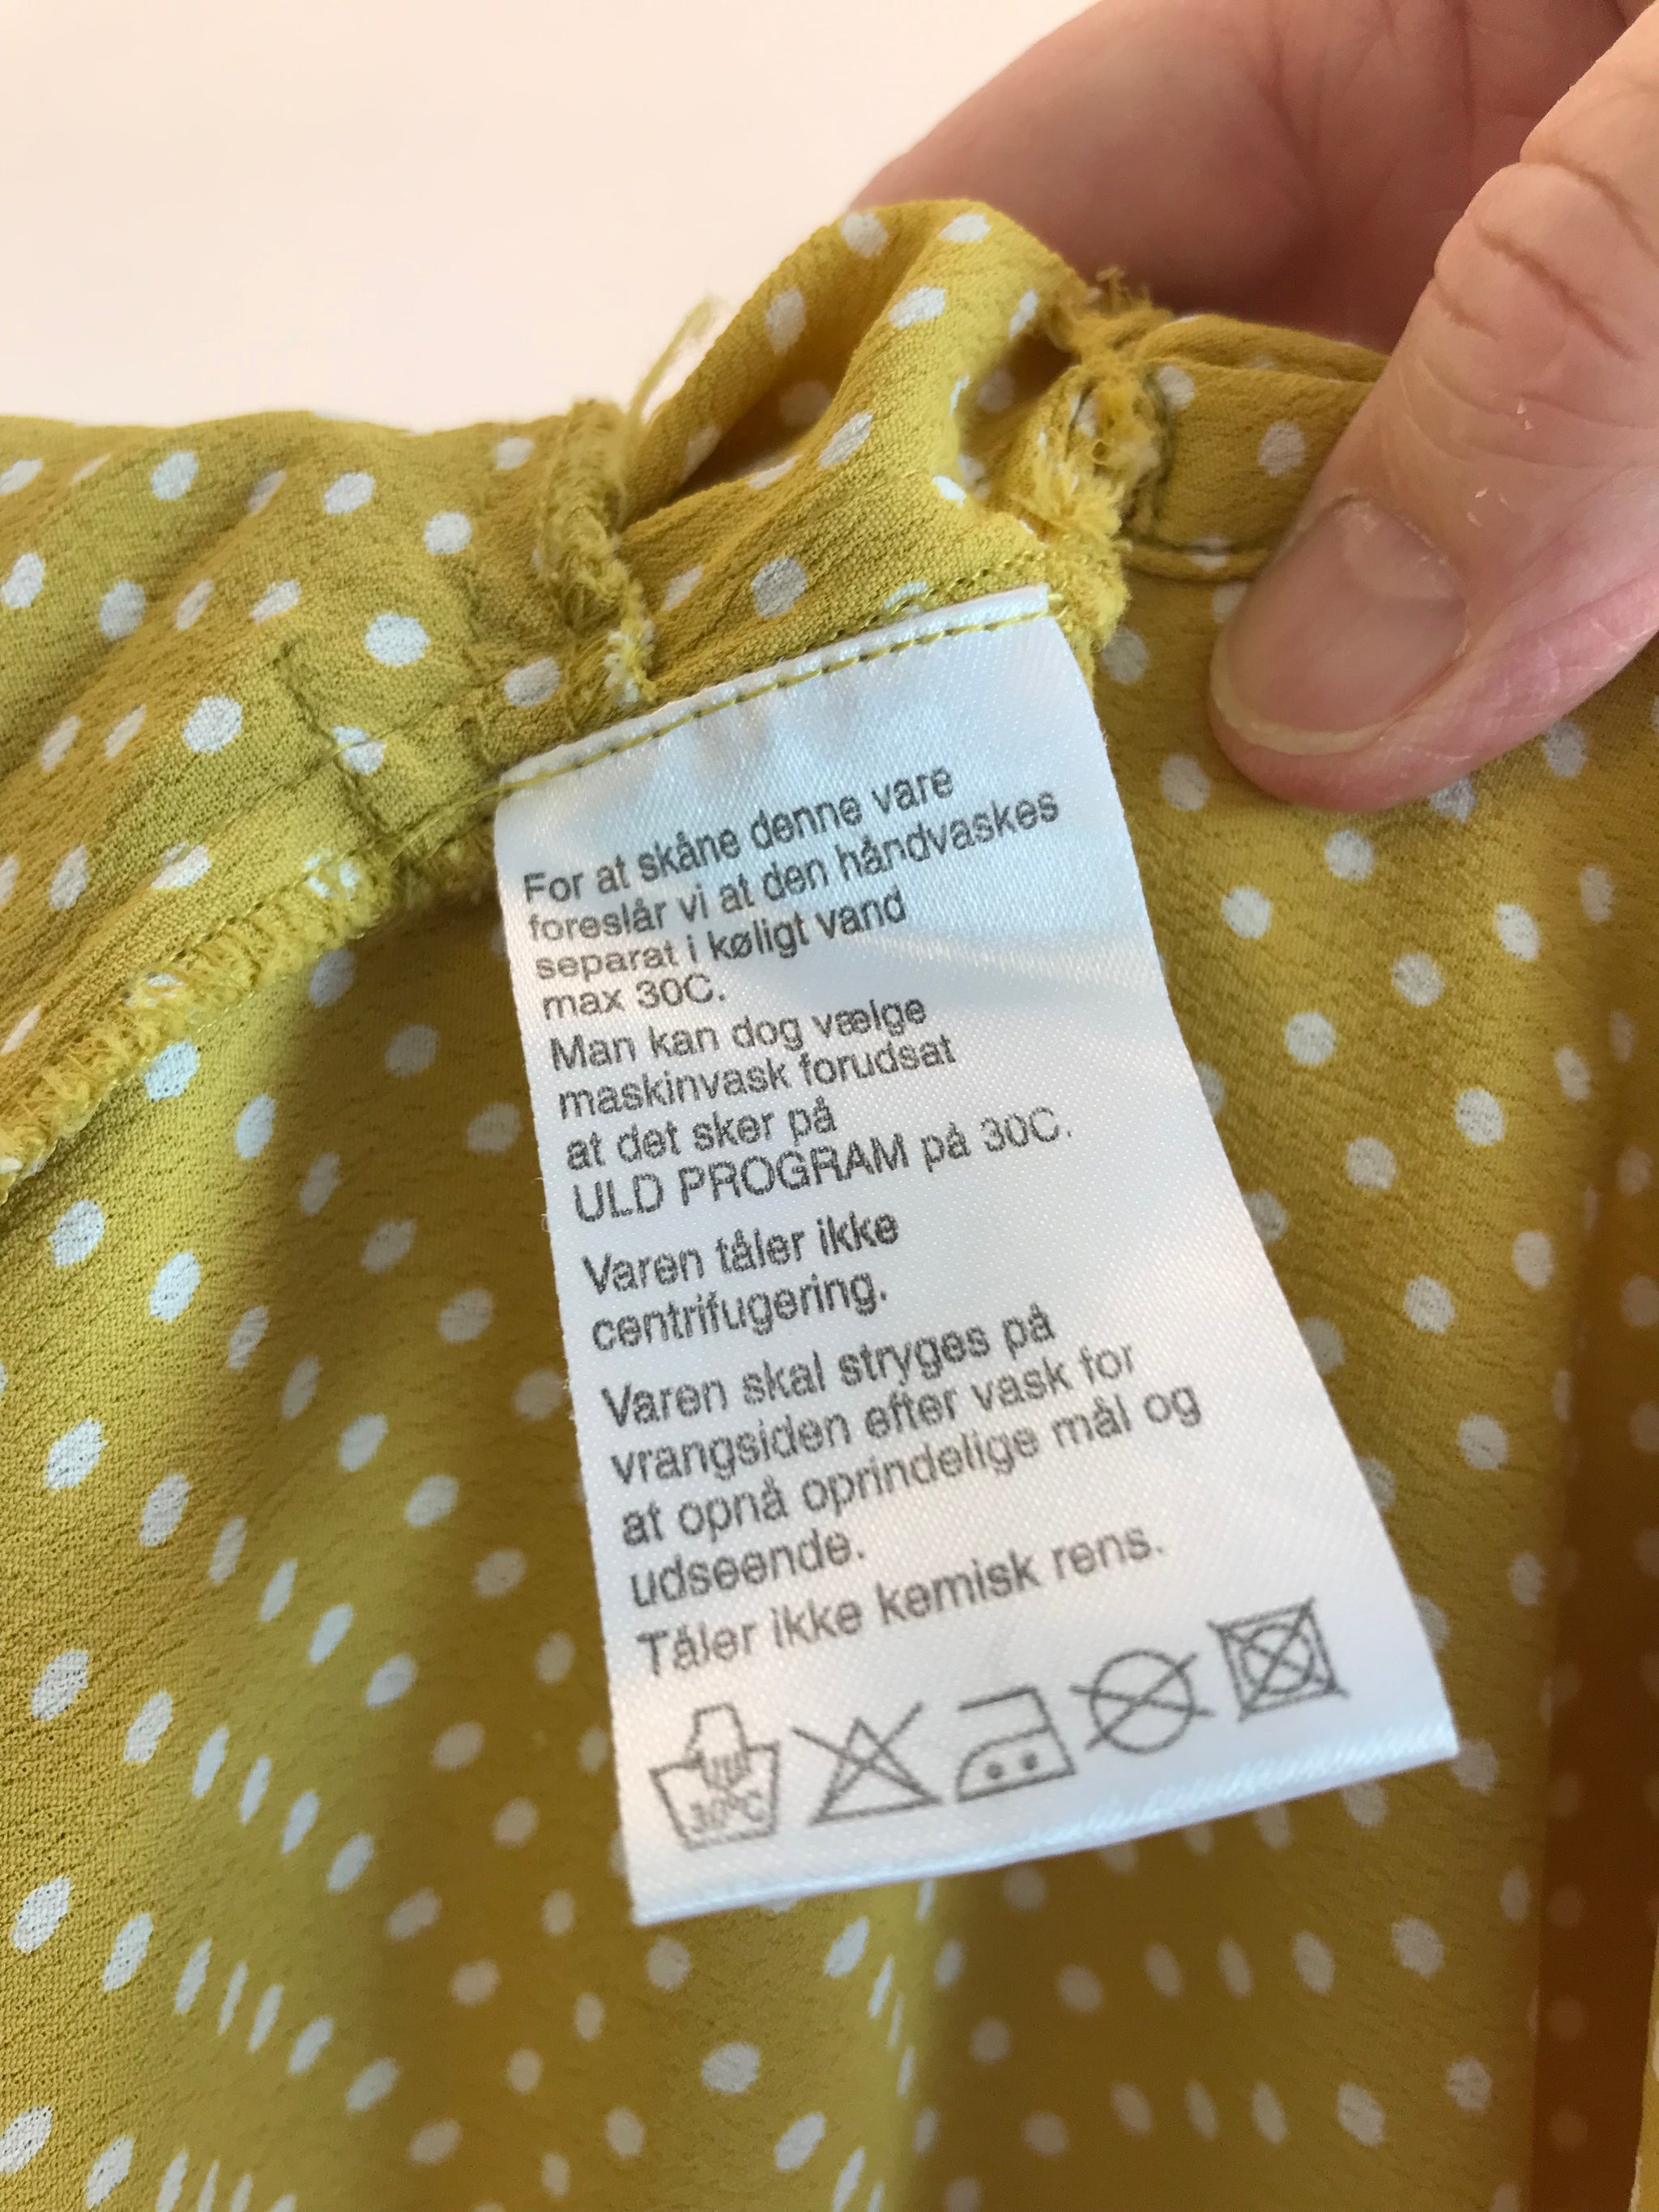 For at skåne denne vare
foreslår vi at den håndvaskes
separat i køligt vand
max 30C.
Man kan dog vælge
maskinvask forudsat
at det sker på
ULD PROGRAM på 30C.
Varen tåler ikke
centrifugering.
Varen skal stryges på
vrangsiden efter vask for
at opnå oprindelige mål og
udseende.
Tåler ikke kemisk rens.
30°C